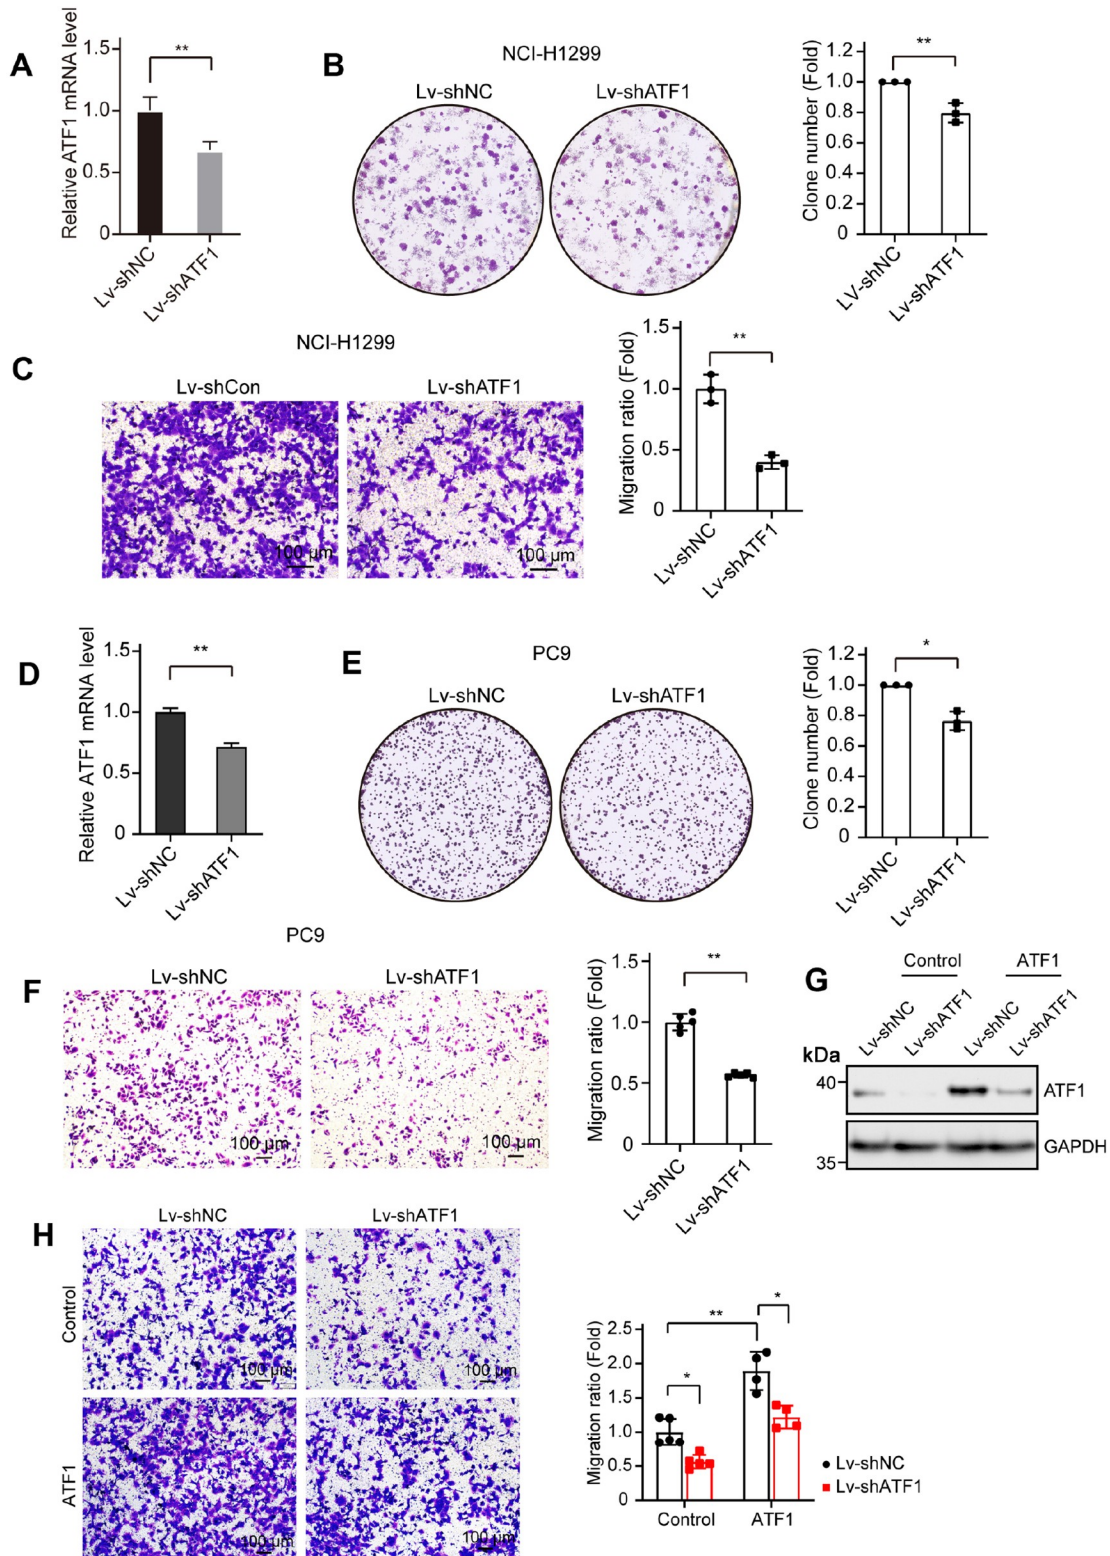 A
Relative ATF1 mRNA level
1.5
1.0
0.5
0
**
Lv-shNC
Lv-shATF1
B
NCI-H1299
Lv-shNC
Lv-shATF1
Clone number (Fold)
1.2
1.0
0.8
0.6
0.4
0.2
0
**
Lv-shNC
Lv-shATF1
C
NCI-H1299
Lv-shCon
Lv-shATF1
100 µm
100 µm
Migration ratio (Fold)
1.5
1.0
0.5
0
**
Lv-shNC
Lv-shATF1
D
Relative ATF1 mRNA level
1.5
1.0
0.5
0
**
Lv-shNC
Lv-shATF1
E
PC9
Lv-shNC
Lv-shATF1
Clone number (Fold)
1.2
1.0
0.8
0.6
0.4
0.2
0
*
Lv-shNC
Lv-shATF1
F
PC9
Lv-shNC
Lv-shATF1
100 µm
100 µm
Migration ratio (Fold)
1.5
1.0
0.5
0
**
Lv-shNC
Lv-shATF1
G
Control
ATF1
Lv-shNC
Lv-shATF1
Lv-shNC
Lv-shATF1
kDa
40
ATF1
GAPDH
35
H
Lv-shNC
Lv-shATF1
Control
100 µm
100 µm
ATF1
100 µm
100 µm
Migration ratio (Fold)
2.5
2.0
1.5
1.0
0.5
0
*
**
*
Control
ATF1
Lv-shNC
Lv-shATF1